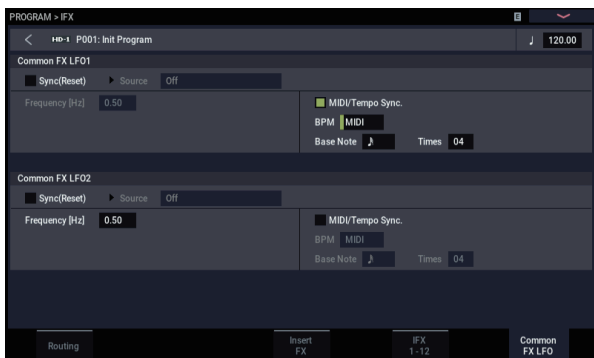 PROGRAM > IFX E
< HD-1 P001: Init Program ♩ 120.00
Common FX LFO1
Sync(Reset) Source Off
Frequency [Hz] 0.50 MIDI/Tempo Sync.
BPM MIDI
Base Note Times 04
Common FX LFO2
Sync(Reset) Source Off
Frequency [Hz] 0.50 MIDI/Tempo Sync.
BPM MIDI
Base Note Times 04
Routing Insert FX IFX 1-12 Common FX LFO